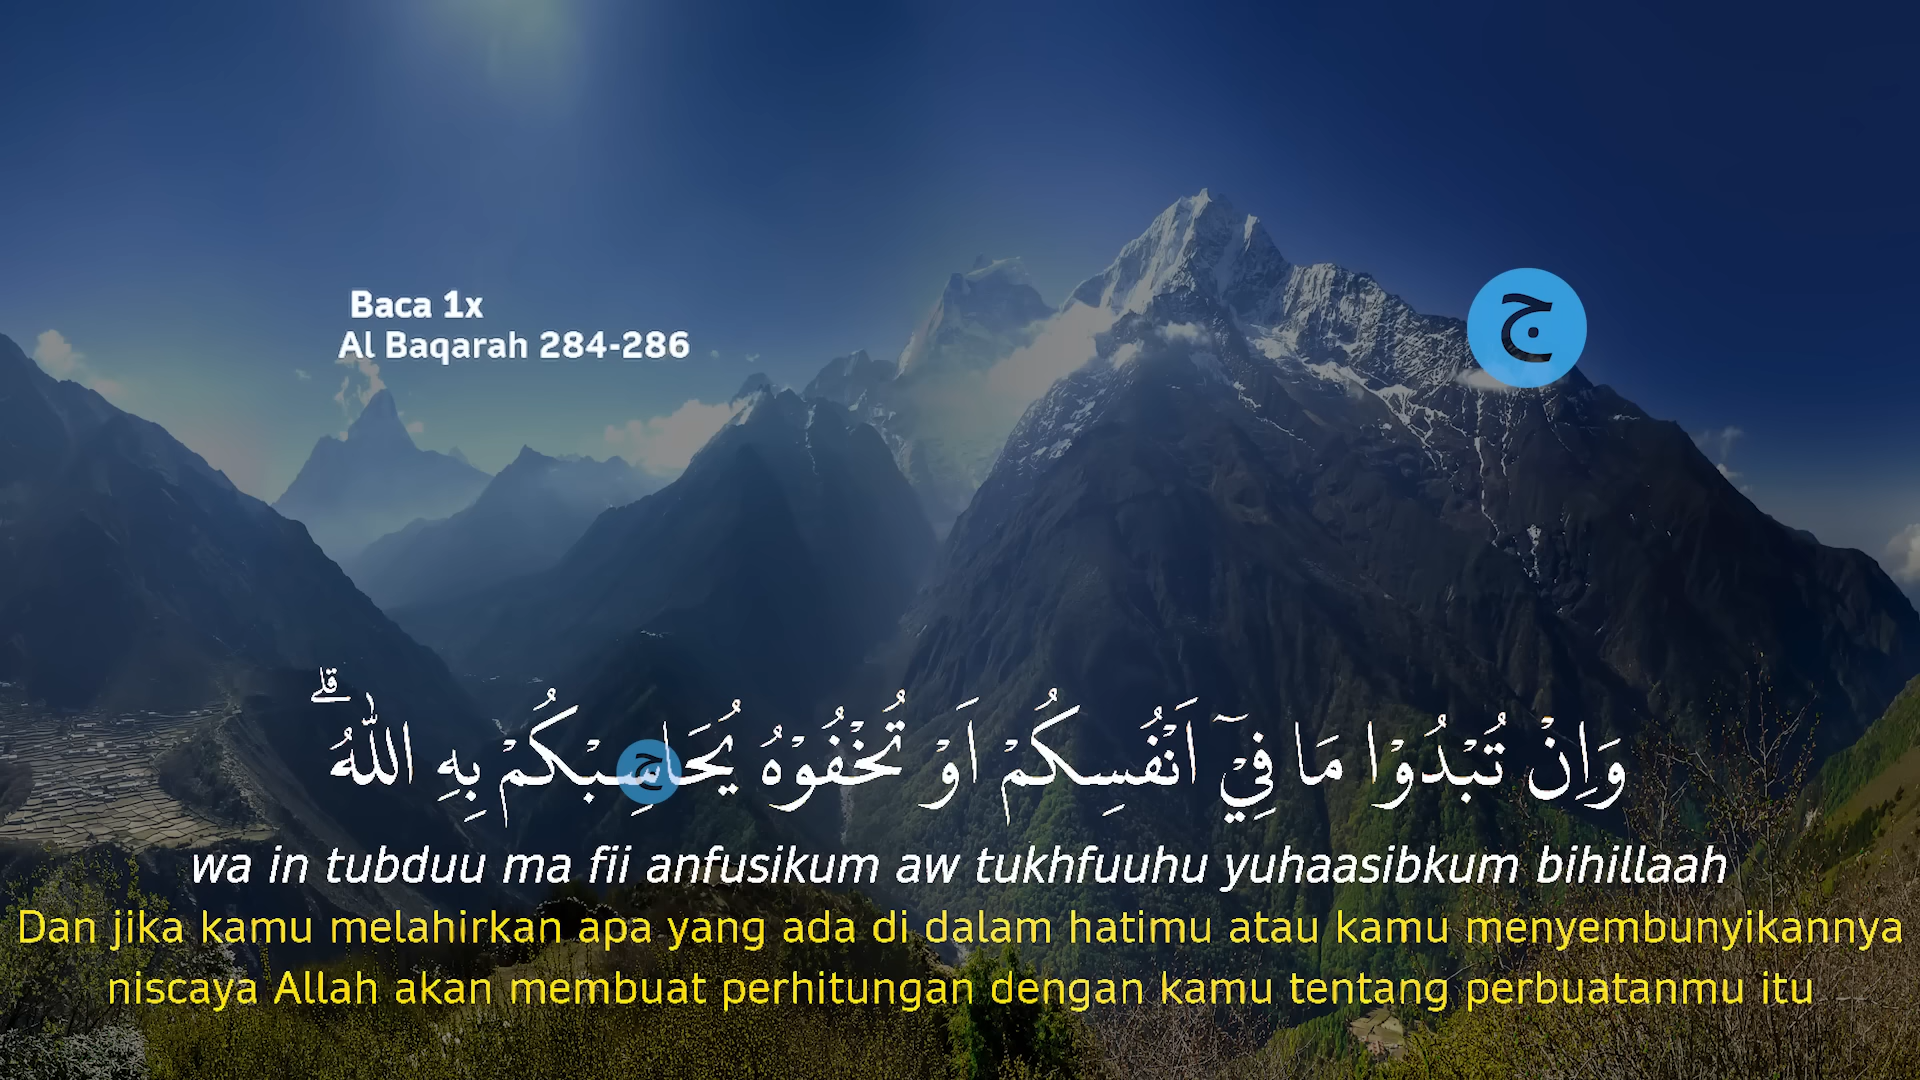 Baca 1x
Al Baqarah 284-286
ج
وَاِنْ تُبْدُوْا مَا فِيْٓ اَنْفُسِكُمْ اَوْ تُخْفُوْهُ يُحَاسِبْكُمْ بِهِ اللّٰهُ ۗ
ج
wa in tubduu ma fii anfusikum aw tukhfuuhu yuhaasibkum bihillaah
Dan jika kamu melahirkan apa yang ada di dalam hatimu atau kamu menyembunyikannya
niscaya Allah akan membuat perhitungan dengan kamu tentang perbuatanmu itu